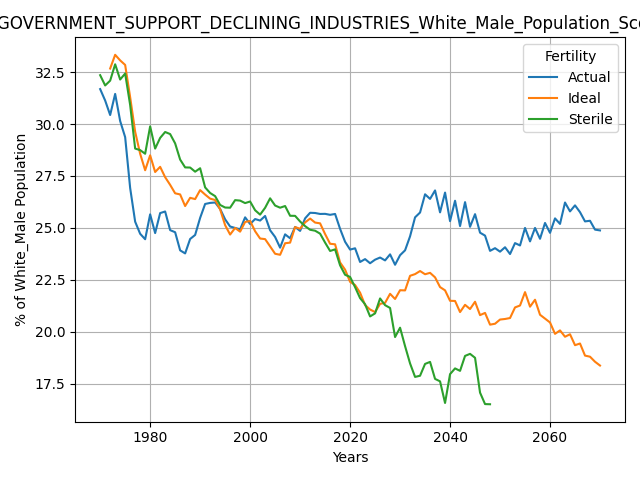 GOVERNMENT_SUPPORT_DECLINING_INDUSTRIES_White_Male_Population_Sc
Fertility
Actual
Ideal
Sterile
% of White_Male Population
32.5
30.0
27.5
25.0
22.5
20.0
17.5
1980
2000
2020
2040
2060
Years